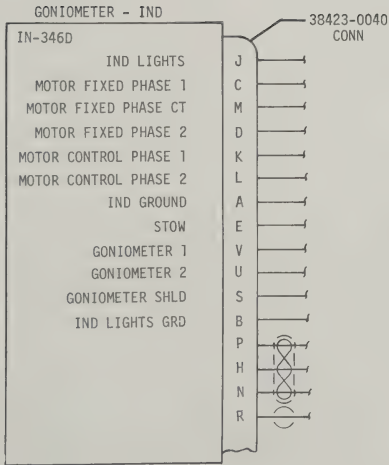 GONIOMETER - IND
38423-0040
CONN
IN-346D
IND LIGHTS J
MOTOR FIXED PHASE 1 C
MOTOR FIXED PHASE CT M
MOTOR FIXED PHASE 2 D
MOTOR CONTROL PHASE 1 K
MOTOR CONTROL PHASE 2 L
IND GROUND A
STOW E
GONIOMETER 1 V
GONIOMETER 2 U
GONIOMETER SHLD S
IND LIGHTS GRD B
P
H
N
R